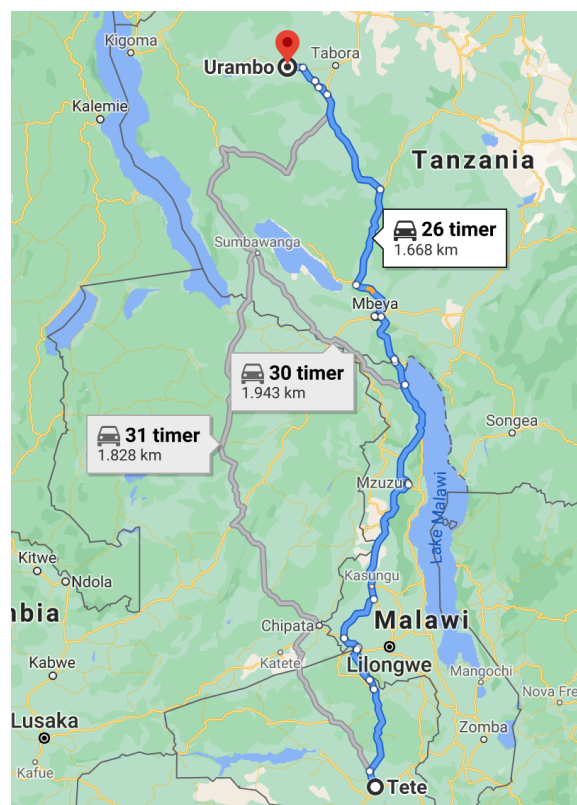 Kigoma
Tabora
Urambo
Kalemie
Tanzania
26 timer
1.668 km
Sumbawanga
Mbeya
30 timer
1.943 km
31 timer
1.828 km
Songea
Mzuzu
Lake Malawi
Kitwe
Ndola
Kasungu
nbia
Chipata
Malawi
Katete
Lilongwe
Kabwe
Mangochi
Nova Fre
Lusaka
Zomba
Kafue
Tete